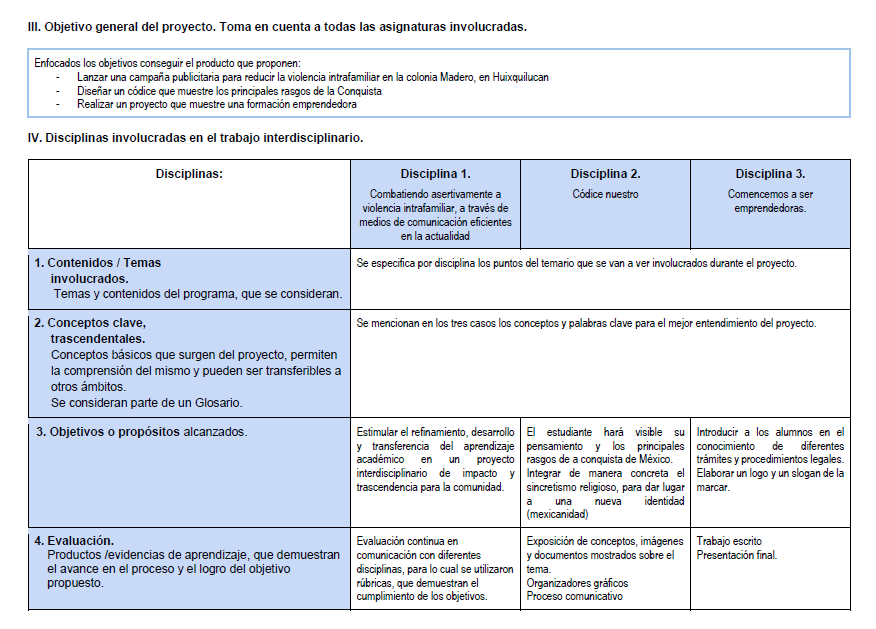 III. Objetivo general del proyecto. Toma en cuenta a todas las asignaturas involucradas.
Enfocados los objetivos conseguir el producto que proponen:
- Lanzar una campaña publicitaria para reducir la violencia intrafamiliar en la colonia Madero, en Huixquilucan
- Diseñar un códice que muestre los principales rasgos de la Conquista
- Realizar un proyecto que muestre una formación emprendedora
IV. Disciplinas involucradas en el trabajo interdisciplinario.
Disciplinas:
Disciplina 1.
Combatiendo asertivamente a
violencia intrafamiliar, a través de
medios de comunicación eficientes
en la actualidad
Disciplina 2.
Códice nuestro
Disciplina 3.
Comencemos a ser
emprendedoras.
1. Contenidos / Temas
involucrados.
Temas y contenidos del programa, que se consideran.
Se especifica por disciplina los puntos del temario que se van a ver involucrados durante el proyecto.
2. Conceptos clave,
trascendentales.
Conceptos básicos que surgen del proyecto, permiten
la comprensión del mismo y pueden ser transferibles a
otros ámbitos.
Se consideran parte de un Glosario.
Se mencionan en los tres casos los conceptos y palabras clave para el mejor entendimiento del proyecto.
3. Objetivos o propósitos alcanzados.
Estimular el refinamiento, desarrollo
y transferencia del aprendizaje
académico en un proyecto
interdisciplinario de impacto y
trascendencia para la comunidad.
El estudiante hará visible su
pensamiento y los principales
rasgos de a conquista de México.
Integrar de manera concreta el
sincretismo religioso, para dar lugar
a una nueva identidad
(mexicanidad)
Introducir a los alumnos en el
conocimiento de diferentes
trámites y procedimientos legales.
Elaborar un logo y un slogan de la
marcar.
4. Evaluación.
Productos /evidencias de aprendizaje, que demuestran
el avance en el proceso y el logro del objetivo
propuesto.
Evaluación continua en
comunicación con diferentes
disciplinas, para lo cual se utilizaron
rúbricas, que demuestran el
cumplimiento de los objetivos.
Exposición de conceptos, imágenes
y documentos mostrados sobre el
tema.
Organizadores gráficos
Proceso comunicativo
Trabajo escrito
Presentación final.